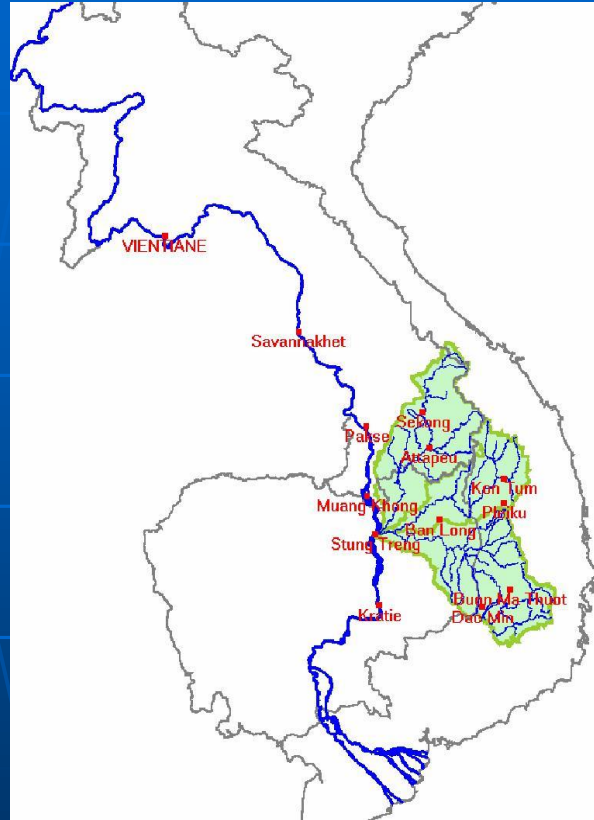 VIENTIANE
Savannakhet
Sekong
Pakse
Attapeu
Kon Tum
Muang Khong
Pleiku
Ban Long
Stung Treng
Buon Ma Thuot
Kratie
Dao Min